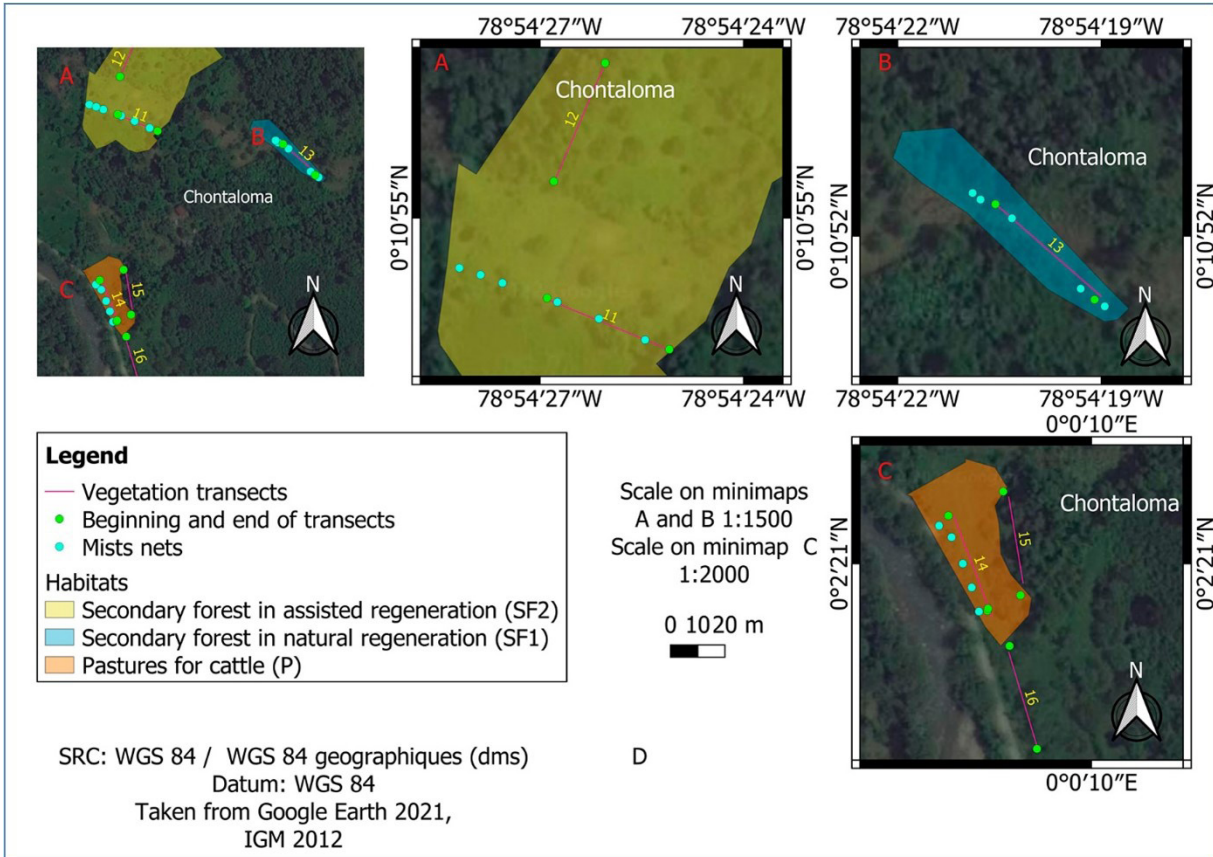 A
12
11
B
13
Chontaloma
C
14
15
16
N
78°54'27"W 78°54'24"W
A
Chontaloma
12
11
0°10'55"N
0°10'55"N
N
78°54'27"W 78°54'24"W
78°54'22"W 78°54'19"W
B
Chontaloma
13
0°10'52"N
0°10'52"N
N
78°54'22"W 78°54'19"W
0°0'10"E
C
Chontaloma
15
14
16
0°2'21"N
0°2'21"N
N
0°0'10"E
Legend
Vegetation transects
Beginning and end of transects
Mists nets
Habitats
Secondary forest in assisted regeneration (SF2)
Secondary forest in natural regeneration (SF1)
Pastures for cattle (P)
Scale on minimaps
A and B 1:1500
Scale on minimap C
1:2000
0 1020 m
SRC: WGS 84 / WGS 84 geographiques (dms)
Datum: WGS 84
Taken from Google Earth 2021,
IGM 2012
D